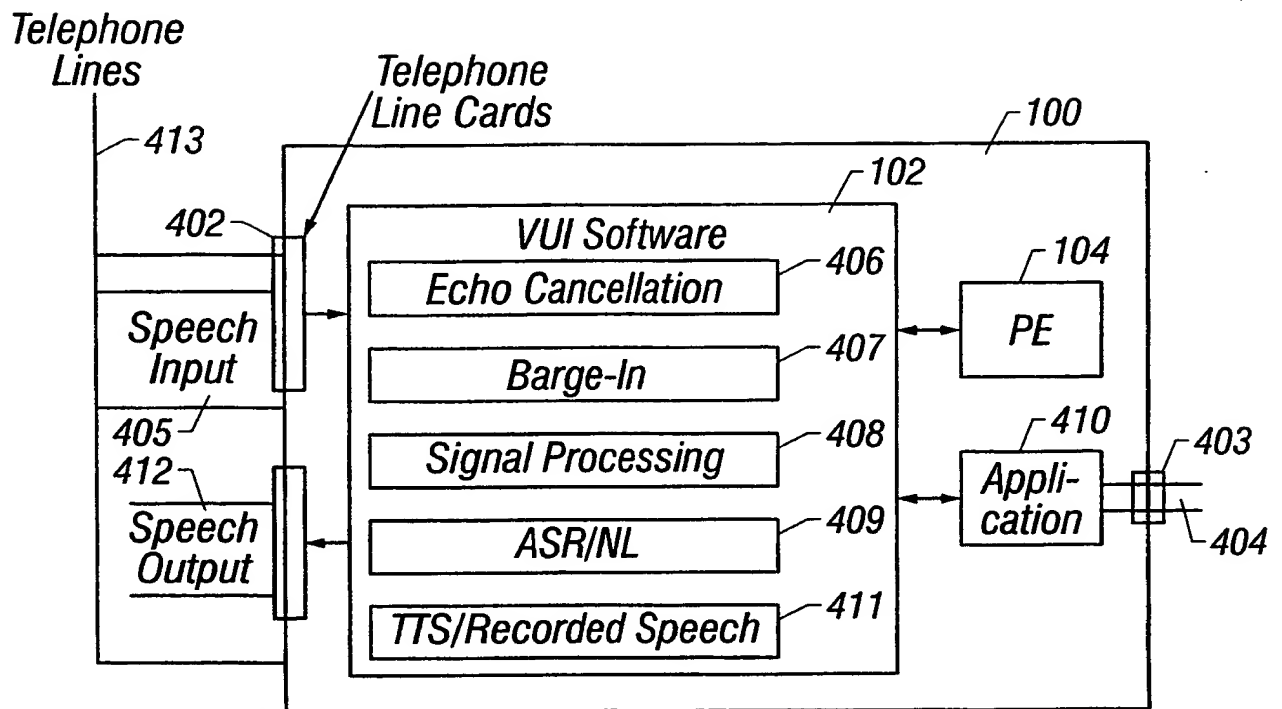 Telephone
Lines
Telephone
Line Cards
413
100
402
102
VUI Software
Echo Cancellation
406
104
PE
Speech
Input
405
Barge-In
407
Signal Processing
408
410
Appli-
cation
403
404
412
Speech
Output
ASR/NL
409
TTS/Recorded Speech
411